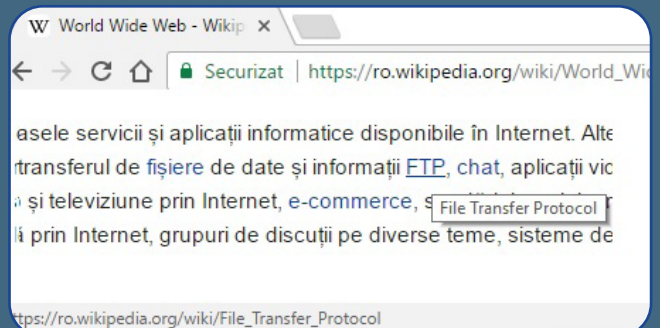 W World Wide Web - Wikip
Securizat | https://ro.wikipedia.org/wiki/World_Wi
asele servicii și aplicații informatice disponibile în Internet. Alte
transferul de fișiere de date și informații FTP, chat, aplicații vic
și televiziune prin Internet, e-commerce, s
File Transfer Protocol
ă prin Internet, grupuri de discuții pe diverse teme, sisteme de
ttps://ro.wikipedia.org/wiki/File_Transfer_Protocol